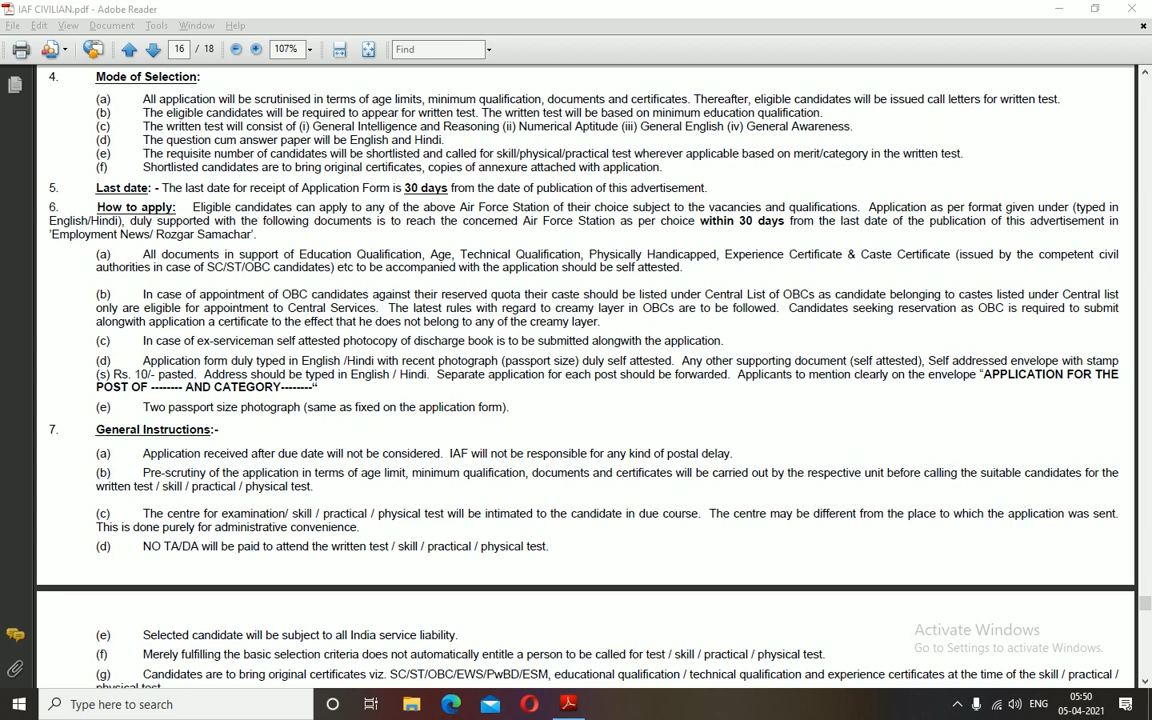 IAF CIVILIAN.pdf - Adobe Reader
File Edit View Document Tools Window Help
16 / 18 107% Find
4. Mode of Selection:
(a) All application will be scrutinised in terms of age limits, minimum qualification, documents and certificates. Thereafter, eligible candidates will be issued call letters for written test.
(b) The eligible candidates will be required to appear for written test. The written test will be based on minimum education qualification.
(c) The written test will consist of (i) General Intelligence and Reasoning (ii) Numerical Aptitude (iii) General English (iv) General Awareness.
(d) The question cum answer paper will be English and Hindi.
(e) The requisite number of candidates will be shortlisted and called for skill/physical/practical test wherever applicable based on merit/category in the written test.
(f) Shortlisted candidates are to bring original certificates, copies of annexure attached with application.
5. Last date: - The last date for receipt of Application Form is 30 days from the date of publication of this advertisement.
6. How to apply: Eligible candidates can apply to any of the above Air Force Station of their choice subject to the vacancies and qualifications. Application as per format given under (typed in
English/Hindi), duly supported with the following documents is to reach the concerned Air Force Station as per choice within 30 days from the last date of the publication of this advertisement in
'Employment News/ Rozgar Samachar'.
(a) All documents in support of Education Qualification, Age, Technical Qualification, Physically Handicapped, Experience Certificate & Caste Certificate (issued by the competent civil
authorities in case of SC/ST/OBC candidates) etc to be accompanied with the application should be self attested.
(b) In case of appointment of OBC candidates against their reserved quota their caste should be listed under Central List of OBCs as candidate belonging to castes listed under Central list
only are eligible for appointment to Central Services. The latest rules with regard to creamy layer in OBCs are to be followed. Candidates seeking reservation as OBC is required to submit
alongwith application a certificate to the effect that he does not belong to any of the creamy layer.
(c) In case of ex-serviceman self attested photocopy of discharge book is to be submitted alongwith the application.
(d) Application form duly typed in English /Hindi with recent photograph (passport size) duly self attested. Any other supporting document (self attested), Self addressed envelope with stamp
(s) Rs. 10/- pasted. Address should be typed in English / Hindi. Separate application for each post should be forwarded. Applicants to mention clearly on the envelope "APPLICATION FOR THE
POST OF -------- AND CATEGORY--------"
(e) Two passport size photograph (same as fixed on the application form).
7. General Instructions:-
(a) Application received after due date will not be considered. IAF will not be responsible for any kind of postal delay.
(b) Pre-scrutiny of the application in terms of age limit, minimum qualification, documents and certificates will be carried out by the respective unit before calling the suitable candidates for the
written test / skill / practical / physical test.
(c) The centre for examination/ skill / practical / physical test will be intimated to the candidate in due course. The centre may be different from the place to which the application was sent.
This is done purely for administrative convenience.
(d) NO TA/DA will be paid to attend the written test / skill / practical / physical test.
(e) Selected candidate will be subject to all India service liability.
(f) Merely fulfilling the basic selection criteria does not automatically entitle a person to be called for test / skill / practical / physical test.
(g) Candidates are to bring original certificates viz. SC/ST/OBC/EWS/PwBD/ESM, educational qualification / technical qualification and experience certificates at the time of the skill / practical /
physical test
Activate Windows
Go to Settings to activate Windows.
Type here to search
ENG
05:50
05-04-2021